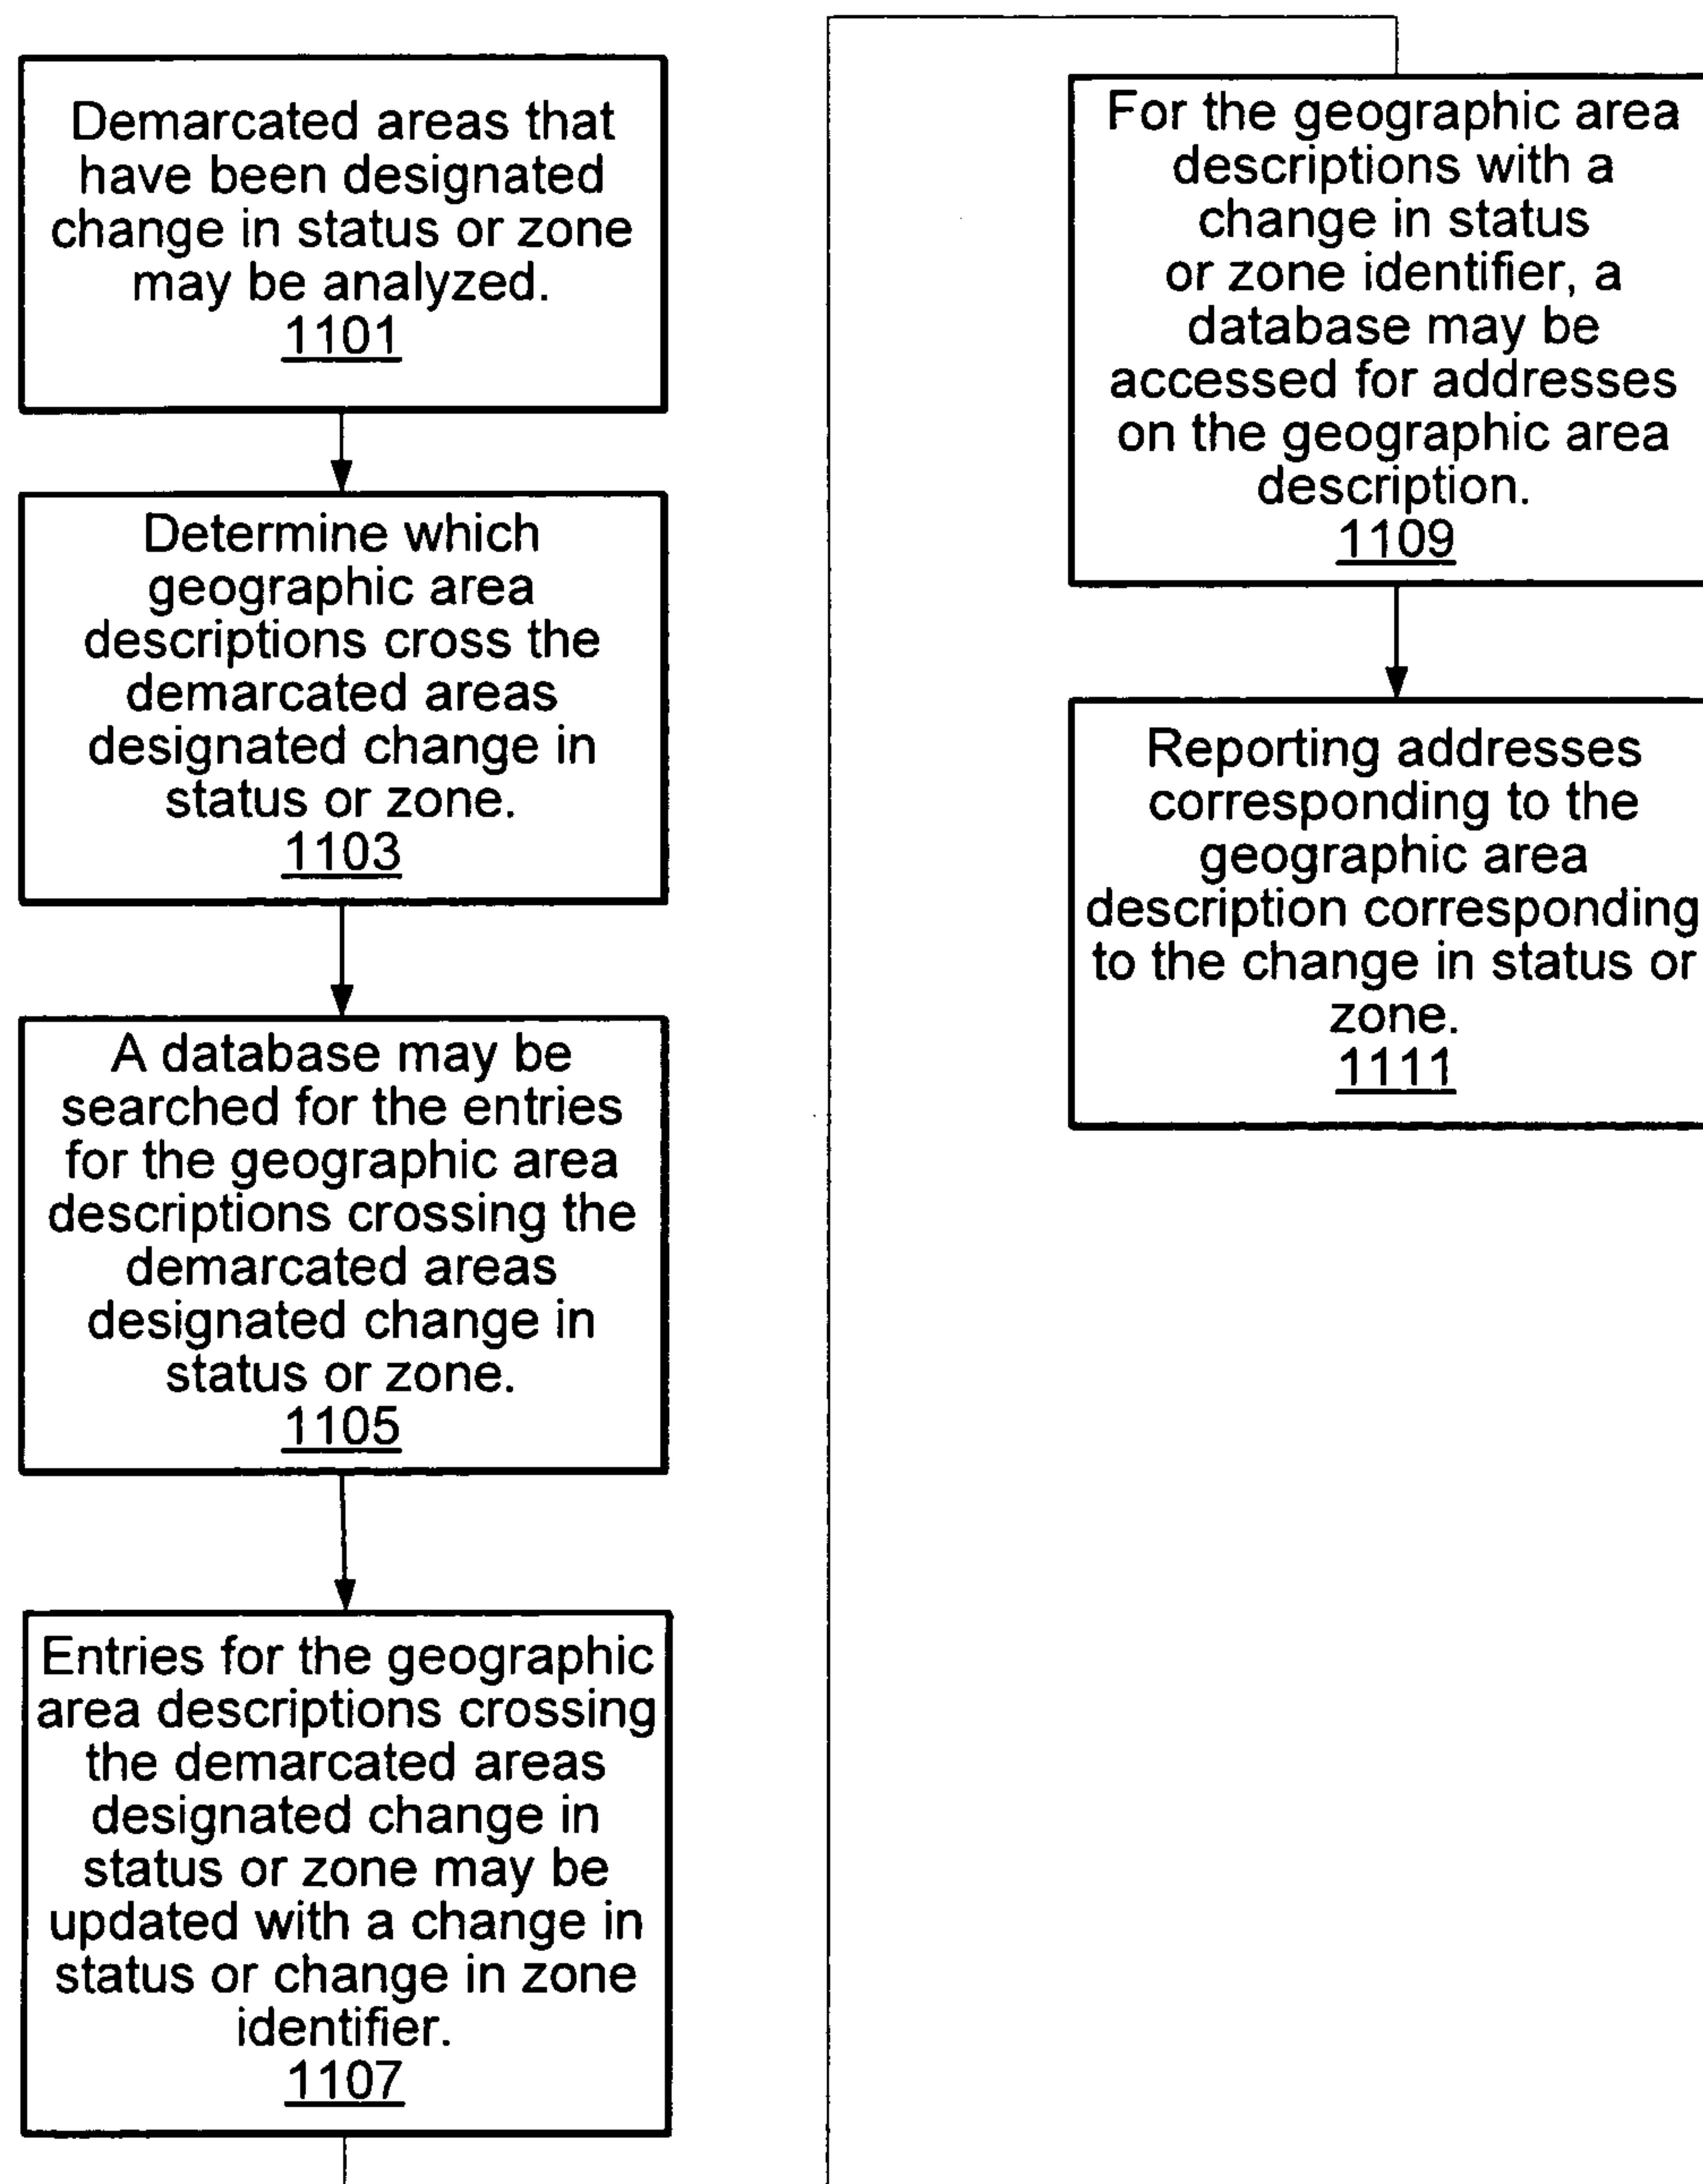 Demarcated areas that
have been designated
change in status or zone
may be analyzed.
1101
Determine which
geographic area
descriptions cross the
demarcated areas
designated change in
status or zone.
1103
A database may be
searched for the entries
for the geographic area
descriptions crossing the
demarcated areas
designated change in
status or zone.
1105
Entries for the geographic
area descriptions crossing
the demarcated areas
designated change in
status or zone may be
updated with a change in
status or change in zone
identifier.
1107
For the geographic area
descriptions with a
change in status
or zone identifier, a
database may be
accessed for addresses
on the geographic area
description.
1109
Reporting addresses
corresponding to the
geographic area
description corresponding
to the change in status or
zone.
1111